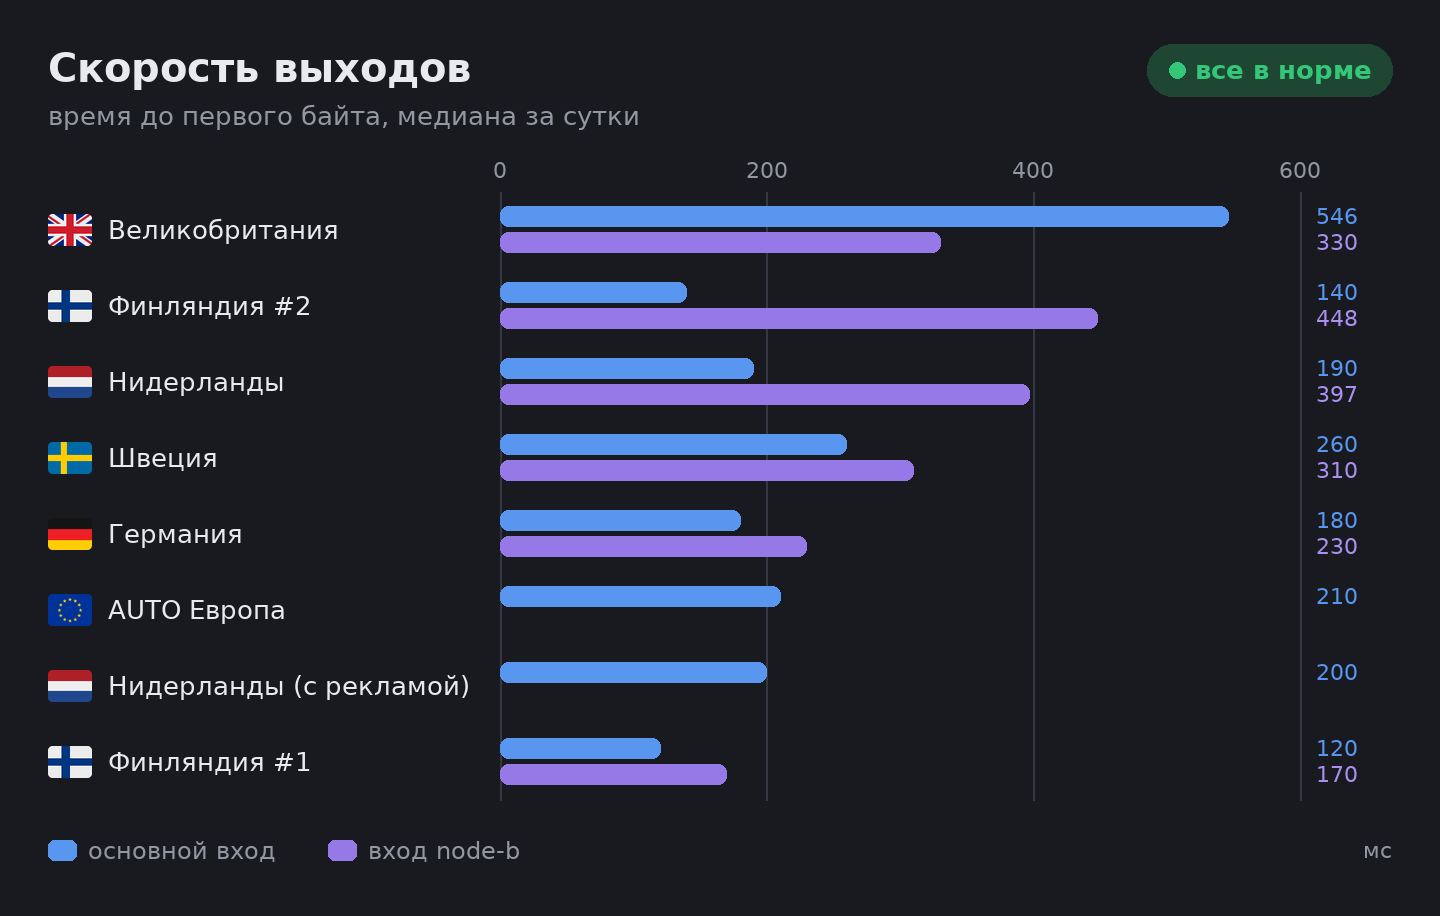 Скорость выходов
все в норме
время до первого байта, медиана за сутки
0 200 400 600
Великобритания 546
330
Финляндия #2 140
448
Нидерланды 190
397
Швеция 260
310
Германия 180
230
AUTO Европа 210
Нидерланды (с рекламой) 200
Финляндия #1 120
170
основной вход вход node-b мс